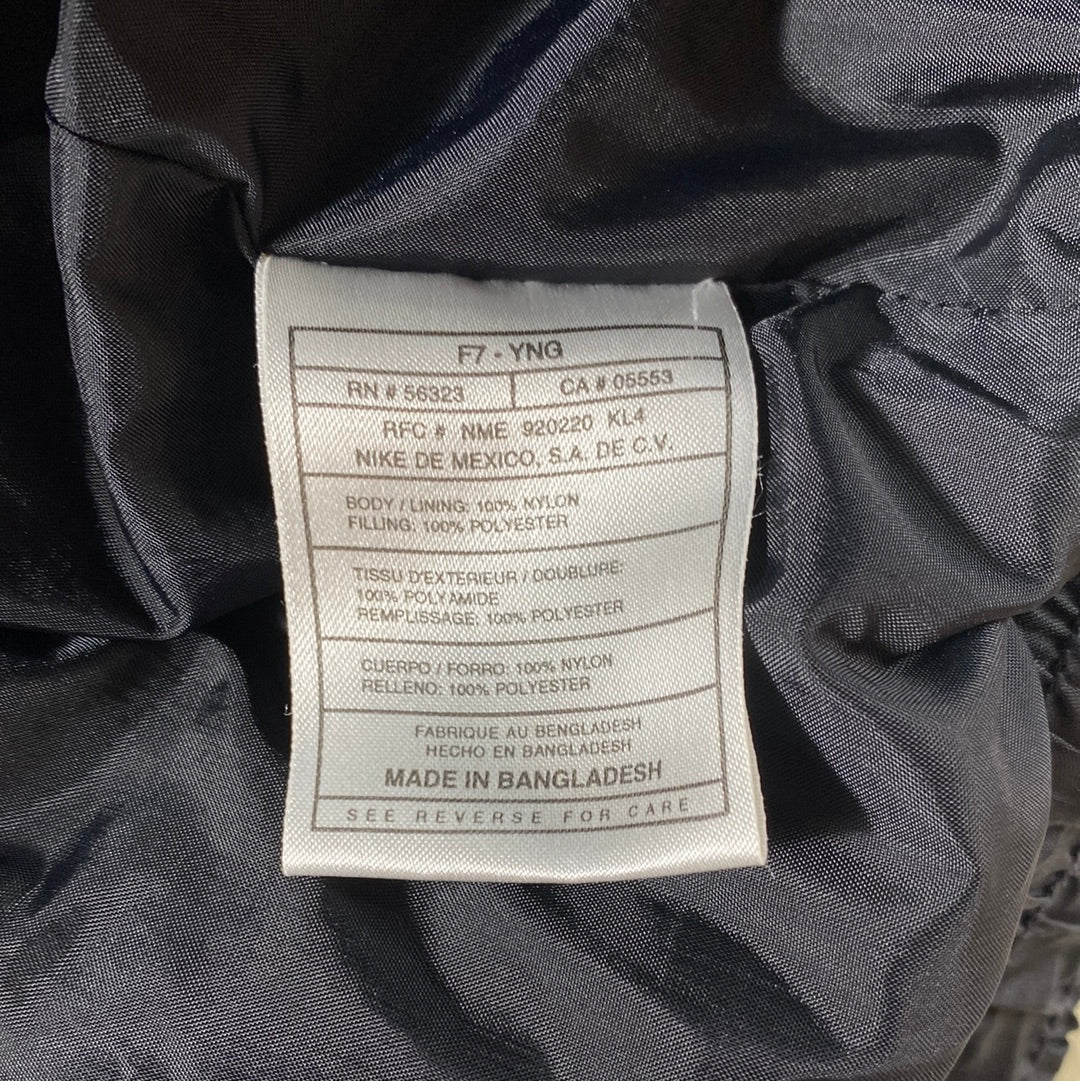 F7 - YNG
RN # 56323 CA # 05553
RFC # NME 920220 KL4
NIKE DE MEXICO, S.A. DE C.V.
BODY / LINING: 100% NYLON
FILLING: 100% POLYESTER
TISSU D'EXTERIEUR / DOUBLURE:
100% POLYAMIDE
REMPLISSAGE: 100% POLYESTER
CUERPO / FORRO: 100% NYLON
RELLENO: 100% POLYESTER
FABRIQUE AU BENGLADESH
HECHO EN BANGLADESH
MADE IN BANGLADESH
SEE REVERSE FOR CARE